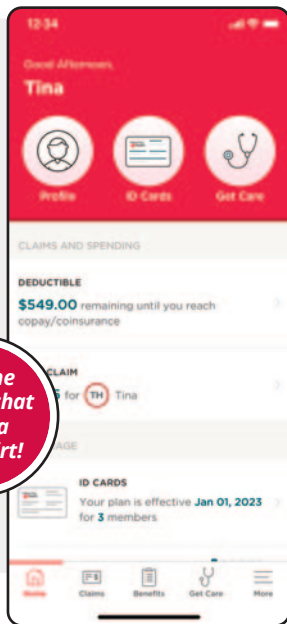 12:34
Good Afternoon,
Tina
Profile
ID Cards
Get Care
CLAIMS AND SPENDING
DEDUCTIBLE
$549.00 remaining until you reach
copay/coinsurance
CLAIM
for TH Tina
ID CARDS
Your plan is effective Jan 01, 2023
for 3 members
Home
Claims
Benefits
Get Care
More
hat
a
rt!